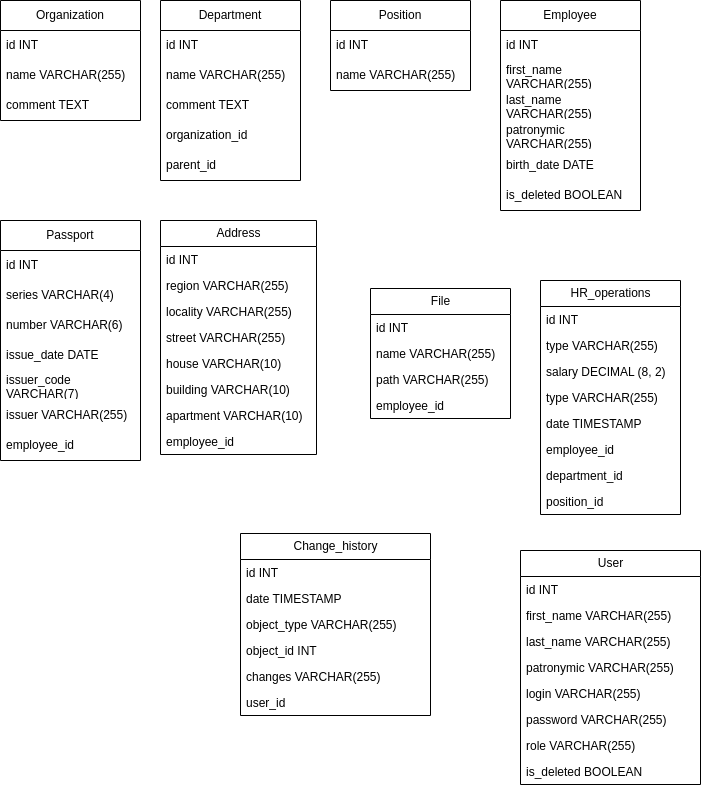 Organization
id INT
name VARCHAR(255)
comment TEXT
Department
id INT
name VARCHAR(255)
comment TEXT
organization_id
parent_id
Position
id INT
name VARCHAR(255)
Employee
id INT
first_name
VARCHAR(255)
last_name
VARCHAR(255)
patronymic
VARCHAR(255)
birth_date DATE
is_deleted BOOLEAN
Passport
id INT
series VARCHAR(4)
number VARCHAR(6)
issue_date DATE
issuer_code
VARCHAR(7)
issuer VARCHAR(255)
employee_id
Address
id INT
region VARCHAR(255)
locality VARCHAR(255)
street VARCHAR(255)
house VARCHAR(10)
building VARCHAR(10)
apartment VARCHAR(10)
employee_id
File
id INT
name VARCHAR(255)
path VARCHAR(255)
employee_id
HR_operations
id INT
type VARCHAR(255)
salary DECIMAL (8, 2)
type VARCHAR(255)
date TIMESTAMP
employee_id
department_id
position_id
Change_history
id INT
date TIMESTAMP
object_type VARCHAR(255)
object_id INT
changes VARCHAR(255)
user_id
User
id INT
first_name VARCHAR(255)
last_name VARCHAR(255)
patronymic VARCHAR(255)
login VARCHAR(255)
password VARCHAR(255)
role VARCHAR(255)
is_deleted BOOLEAN